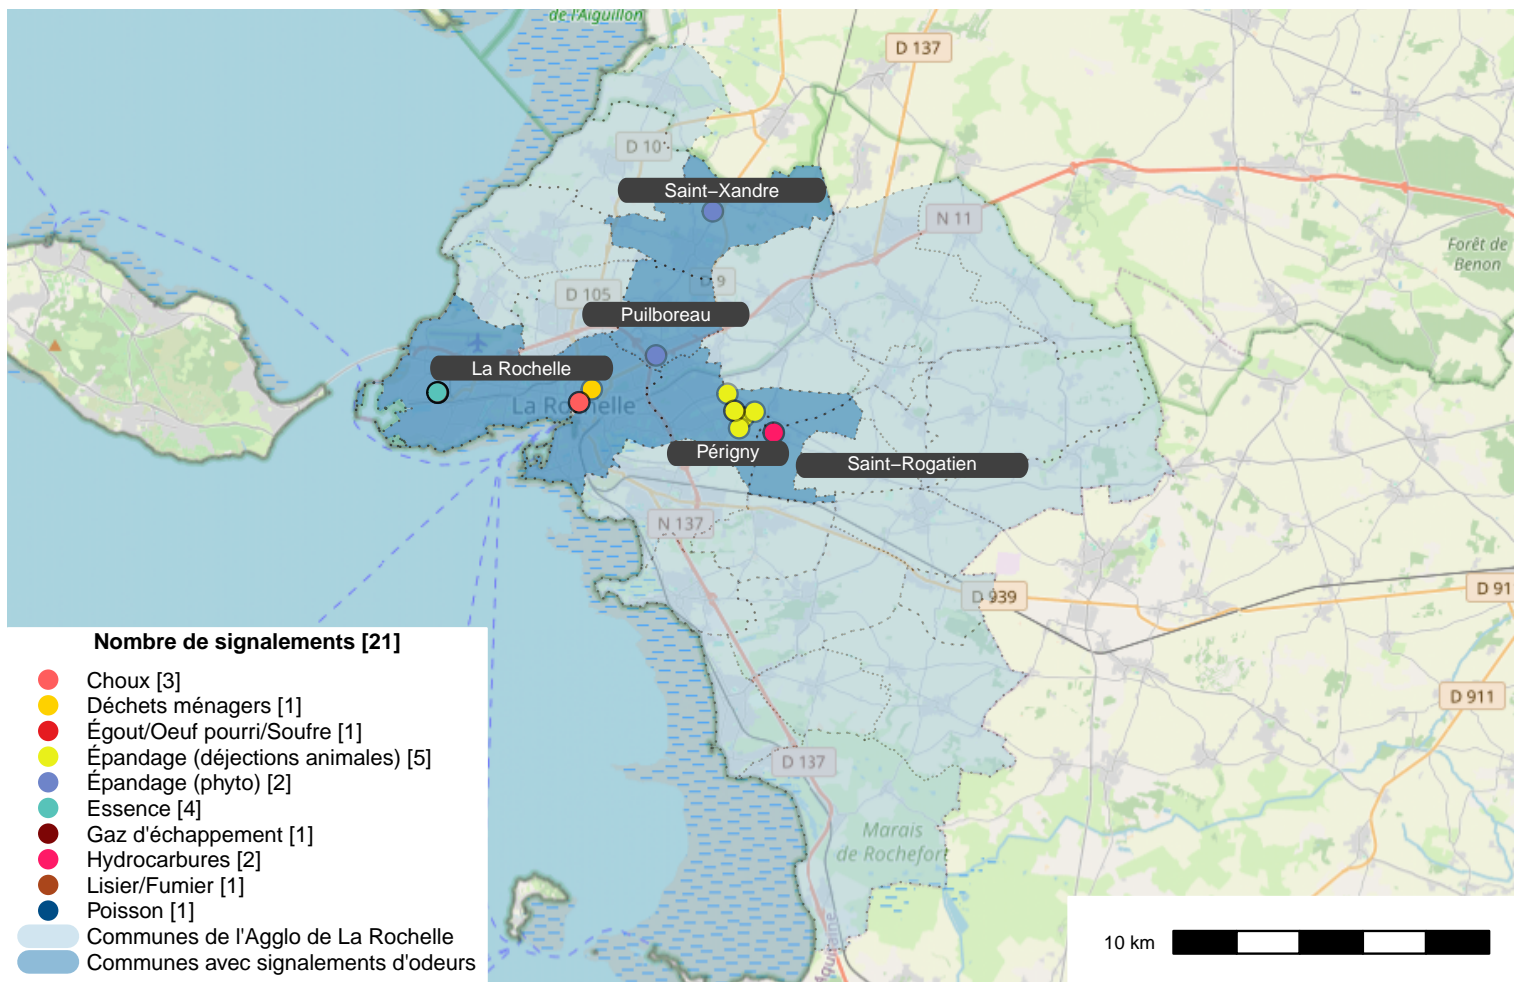 de l'Aiguillon
D 137
D 10
Saint−Xandre
N 11
Forêt de
Benon
D 9
D 105
Puilboreau
La Rochelle
La Rochelle
Périgny
Saint−Rogatien
N 137
D 939
D 91
D 911
D 137
Marais
de Rochefort
Aquitaine
Nombre de signalements [21]
Choux [3]
Déchets ménagers [1]
Égout/Oeuf pourri/Soufre [1]
Épandage (déjections animales) [5]
Épandage (phyto) [2]
Essence [4]
Gaz d'échappement [1]
Hydrocarbures [2]
Lisier/Fumier [1]
Poisson [1]
Communes de l'Agglo de La Rochelle
Communes avec signalements d'odeurs
10 km